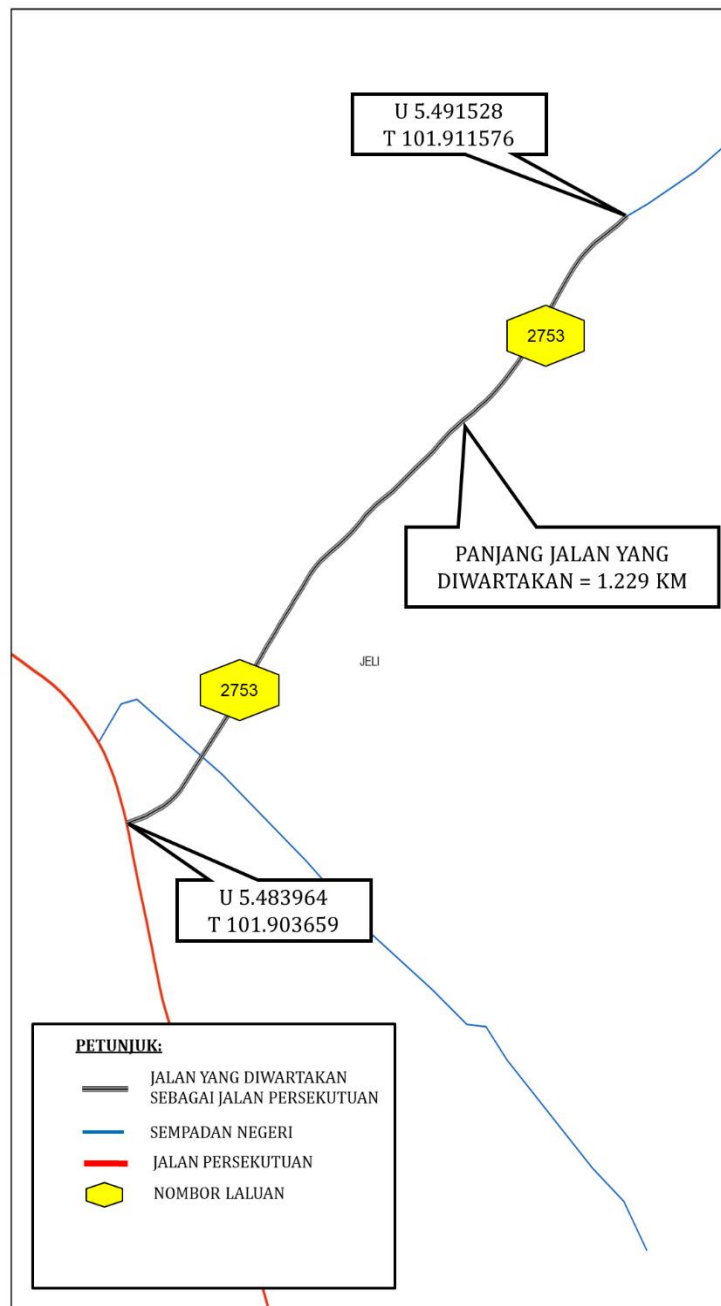 U 5.491528
T 101.911576
2753
PANJANG JALAN YANG
DIWARTAKAN = 1.229 KM
JELI
2753
U 5.483964
T 101.903659
PETUNJUK:
JALAN YANG DIWARTAKAN
SEBAGAI JALAN PERSEKUTUAN
SEMPADAN NEGERI
JALAN PERSEKUTUAN
NOMBOR LALUAN